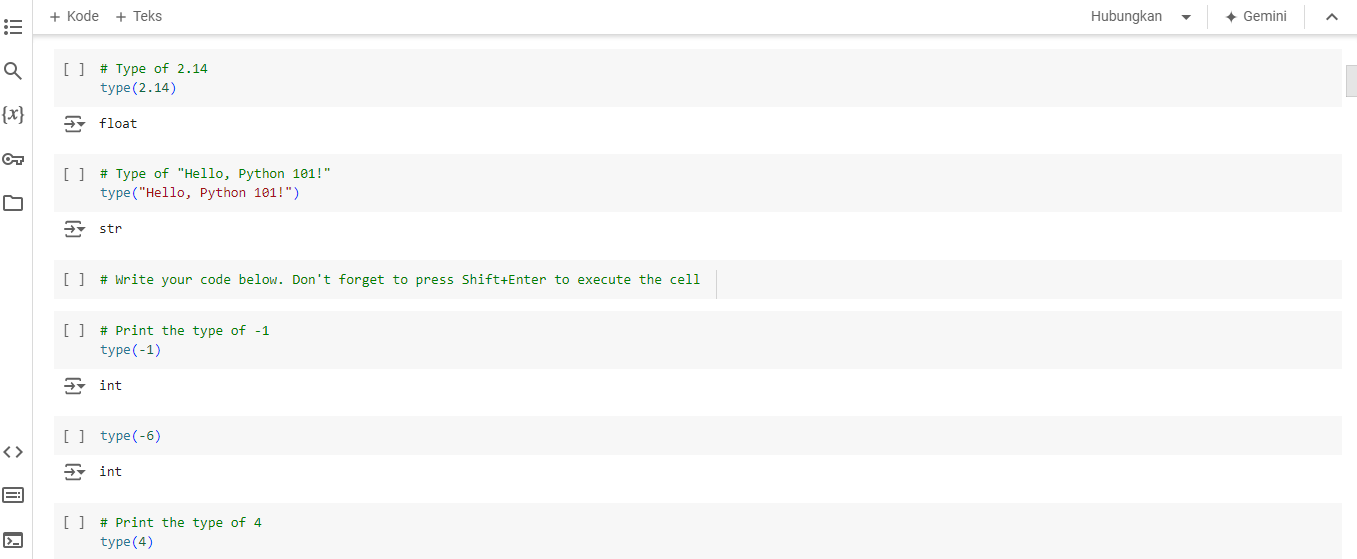 + Kode + Teks
Hubungkan
Gemini
{x}
[ ] # Type of 2.14
type(2.14)
float
[ ] # Type of "Hello, Python 101!"
type("Hello, Python 101!")
str
[ ] # Write your code below. Don't forget to press Shift+Enter to execute the cell
[ ] # Print the type of -1
type(-1)
int
[ ] type(-6)
int
[ ] # Print the type of 4
type(4)